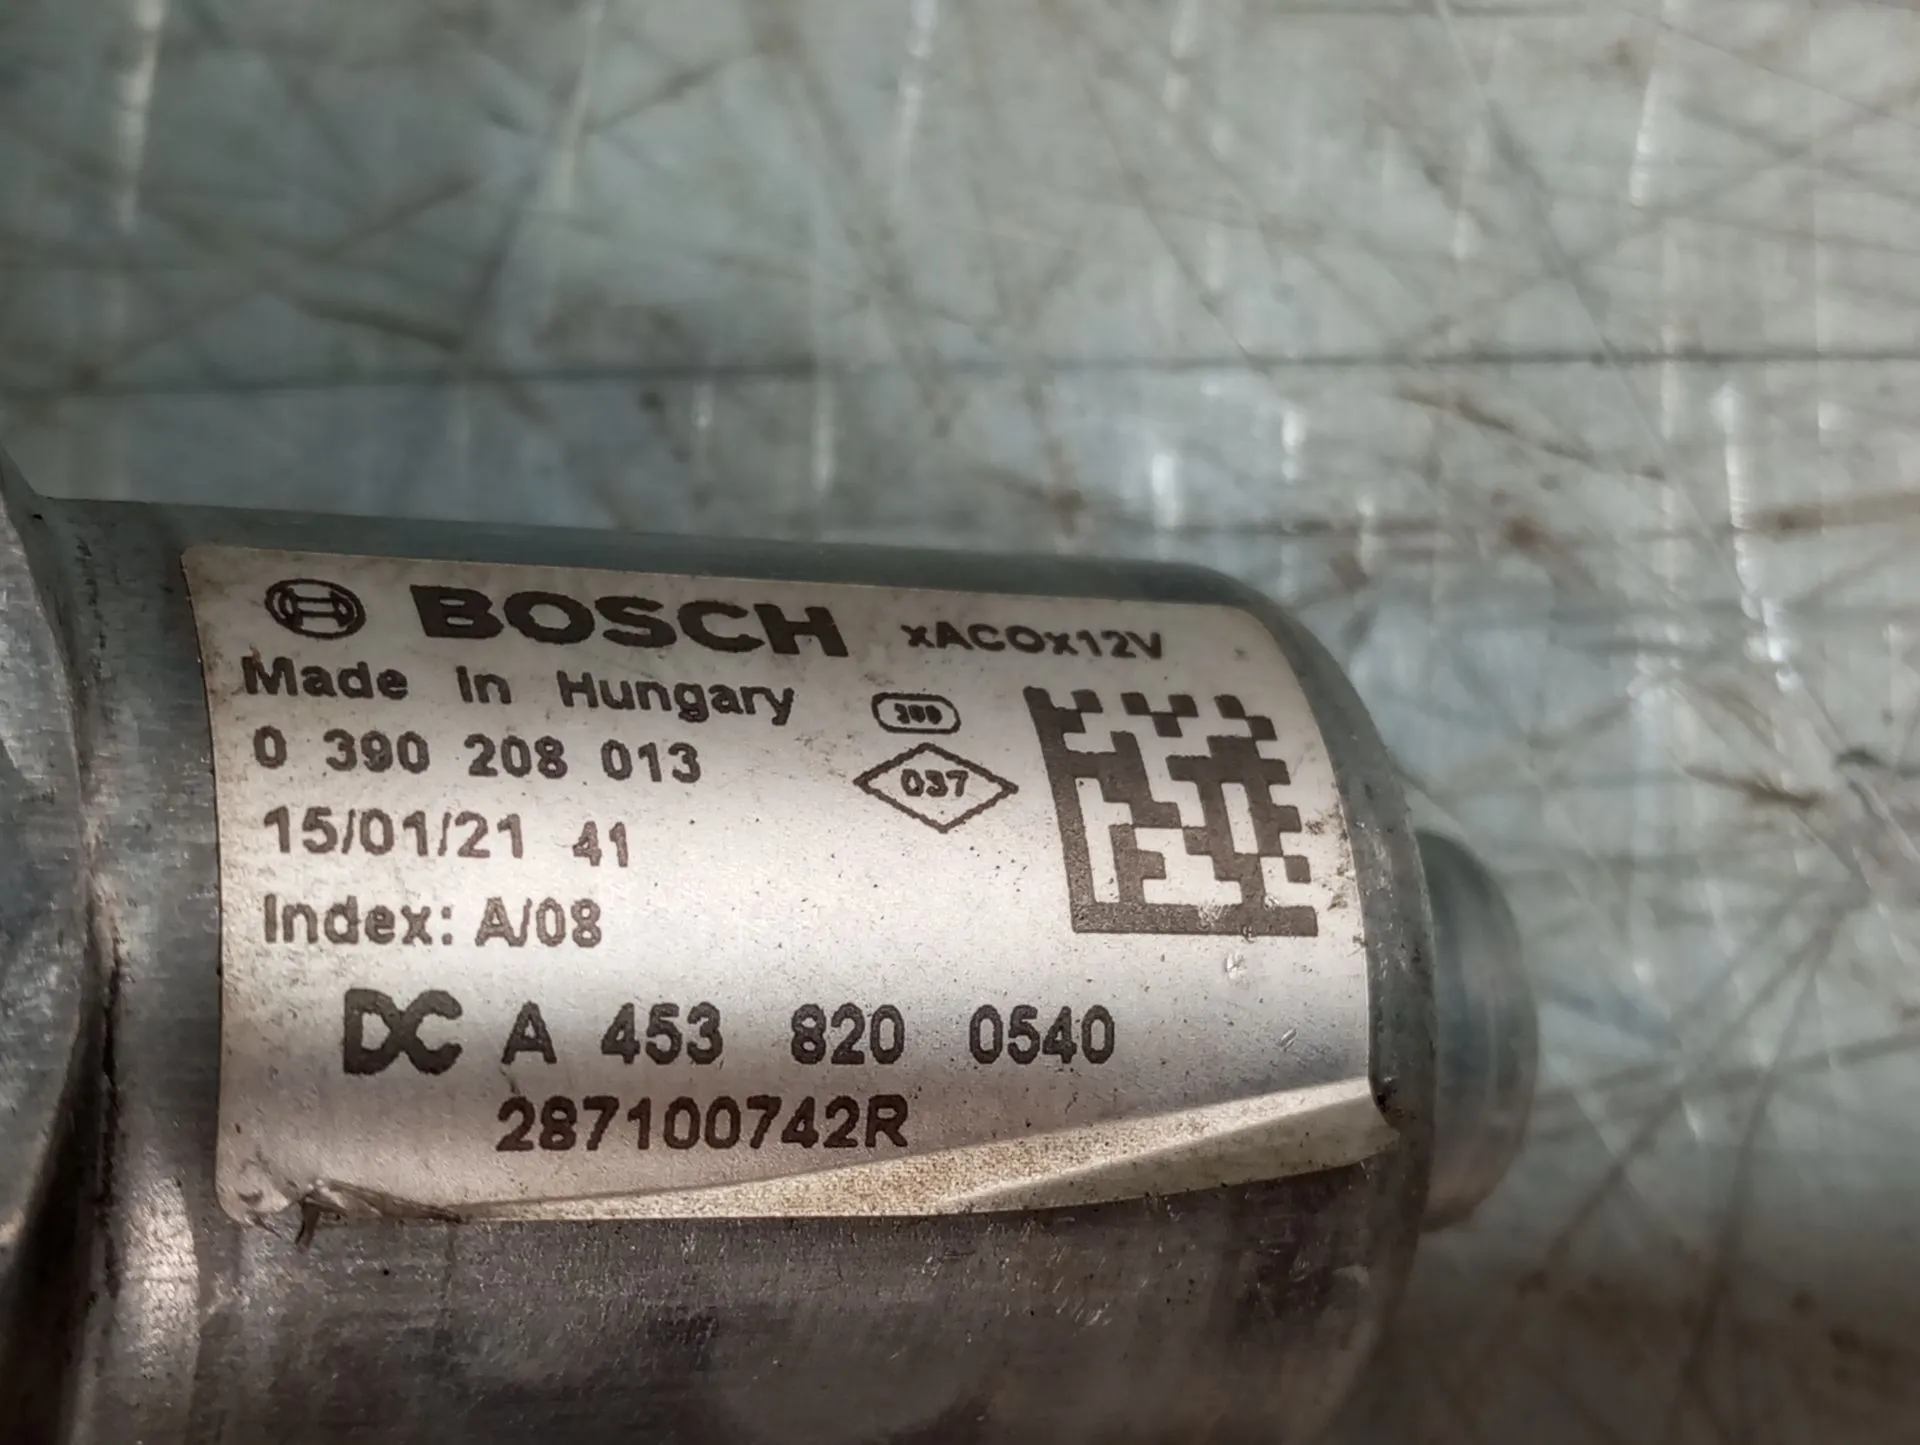 BOSCH xACOx12V
Made in Hungary
0 390 208 013
037
15/01/21 41
Index: A/08
DC A 453 820 0540
287100742R